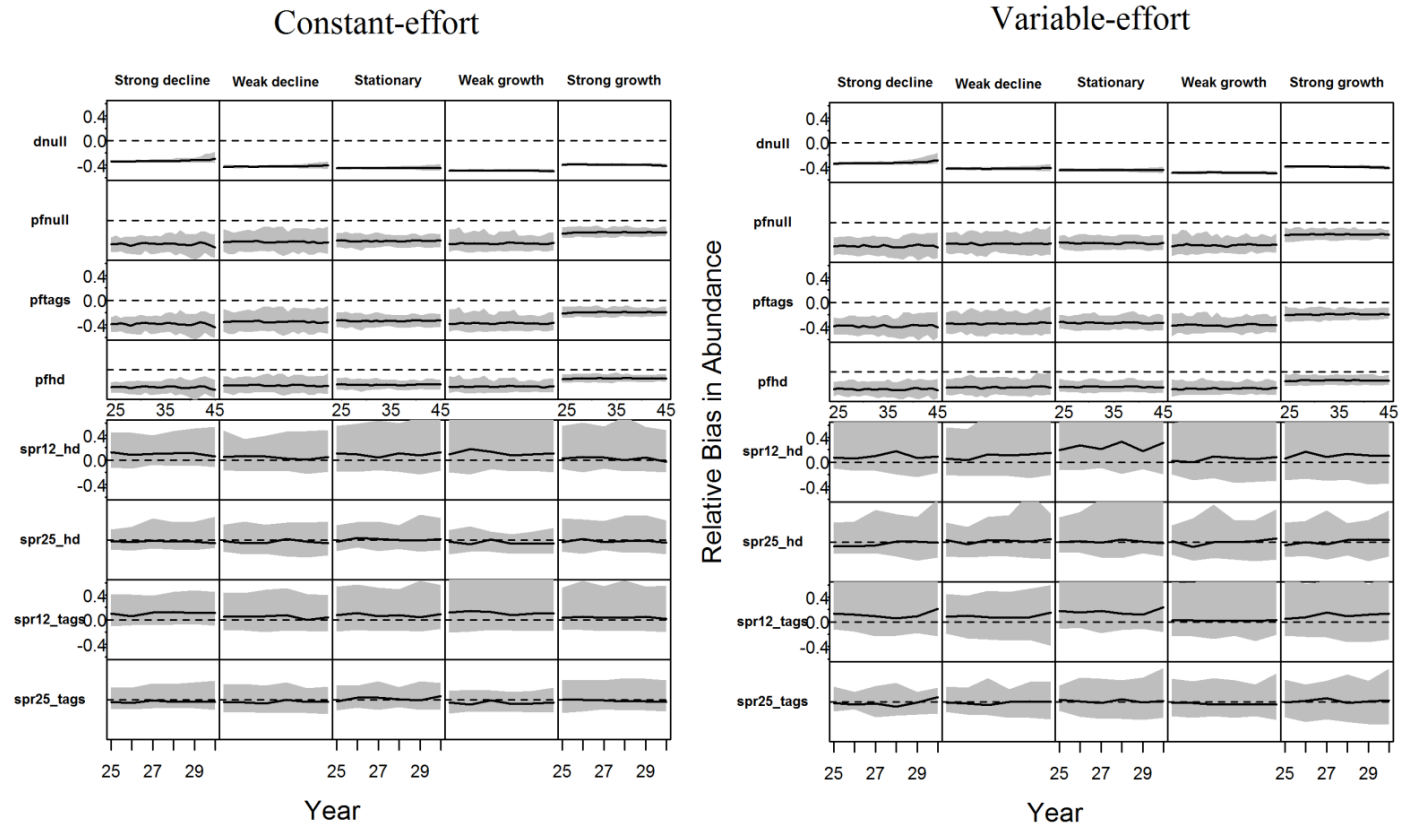 Constant-effort
Variable-effort
Strong decline Weak decline Stationary Weak growth Strong growth
Strong decline Weak decline Stationary Weak growth Strong growth
dnull
0.4
0.0
-0.4
pfnull
pftags
0.4
0.0
-0.4
pfhd
25 45 35 25 45
35 25 45 35
spr12_hd
0.4
0.0
-0.4
spr25_hd
spr12_tags
0.4
0.0
-0.4
spr25_tags
25 27 29 25 27 29 25 27 29
Year
Relative Bias in Abundance
dnull
0.4
0.0
-0.4
pfnull
pftags
0.4
0.0
-0.4
pfhd
25 35 45 25 35 45 25 35 45
spr12_hd
0.4
0.0
-0.4
spr25_hd
spr12_tags
0.4
0.0
-0.4
spr25_tags
25 27 29 25 27 29 25 27 29
Year